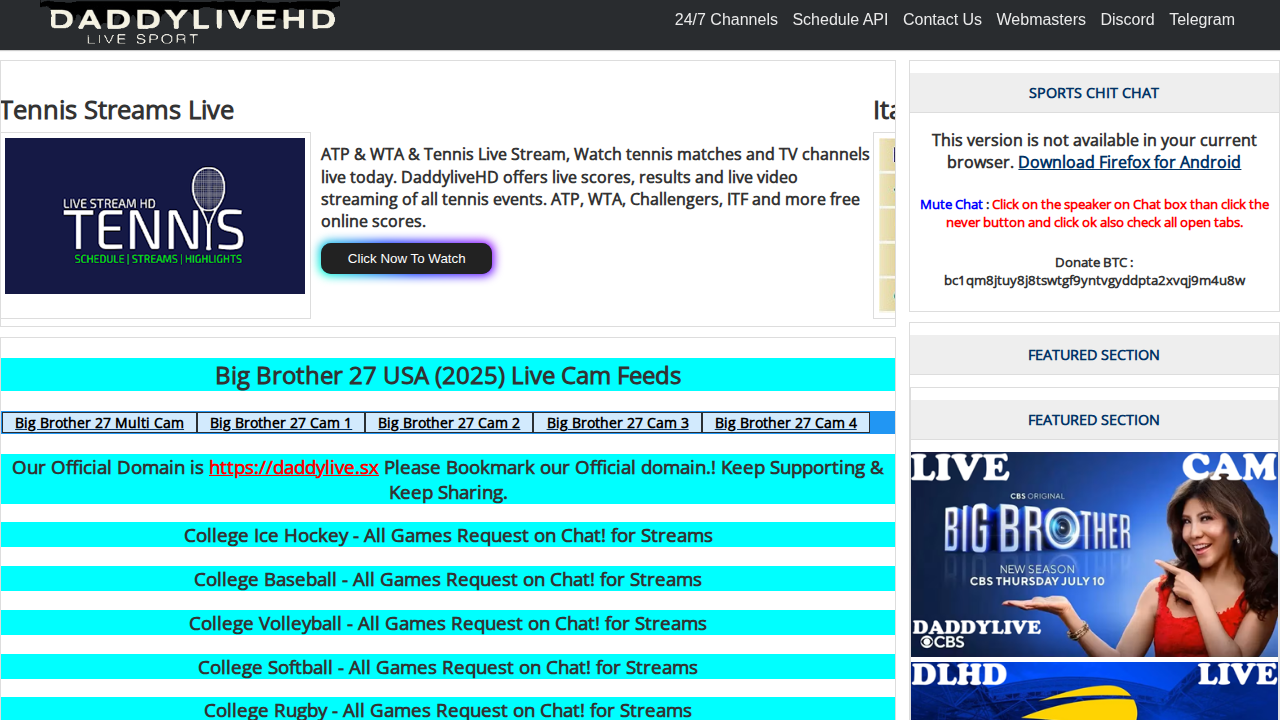 DADDYLIVEHD
LIVE SPORT
24/7 Channels Schedule API Contact Us Webmasters Discord Telegram
Tennis Streams Live
LIVE STREAM HD
TENNIS
SCHEDULE | STREAMS | HIGHLIGHTS
ATP & WTA & Tennis Live Stream, Watch tennis matches and TV channels
live today. DaddyliveHD offers live scores, results and live video
streaming of all tennis events. ATP, WTA, Challengers, ITF and more free
online scores.
Click Now To Watch
Big Brother 27 USA (2025) Live Cam Feeds
Big Brother 27 Multi Cam Big Brother 27 Cam 1 Big Brother 27 Cam 2 Big Brother 27 Cam 3 Big Brother 27 Cam 4
Our Official Domain is https://daddylive.sx Please Bookmark our Official domain.! Keep Supporting &
Keep Sharing.
College Ice Hockey - All Games Request on Chat! for Streams
College Baseball - All Games Request on Chat! for Streams
College Volleyball - All Games Request on Chat! for Streams
College Softball - All Games Request on Chat! for Streams
College Rugby - All Games Request on Chat! for Streams
SPORTS CHIT CHAT
This version is not available in your current
browser. Download Firefox for Android
Mute Chat : Click on the speaker on Chat box than click the
never button and click ok also check all open tabs.
Donate BTC :
bc1qm8jtuy8j8tswtgf9yntvgyddpta2xvqj9m4u8w
FEATURED SECTION
FEATURED SECTION
LIVE CAM
CBS ORIGINAL
BIG BROTHER
NEW SEASON
CBS THURSDAY JULY 10
DADDYLIVE
CBS
DLHD LIVE